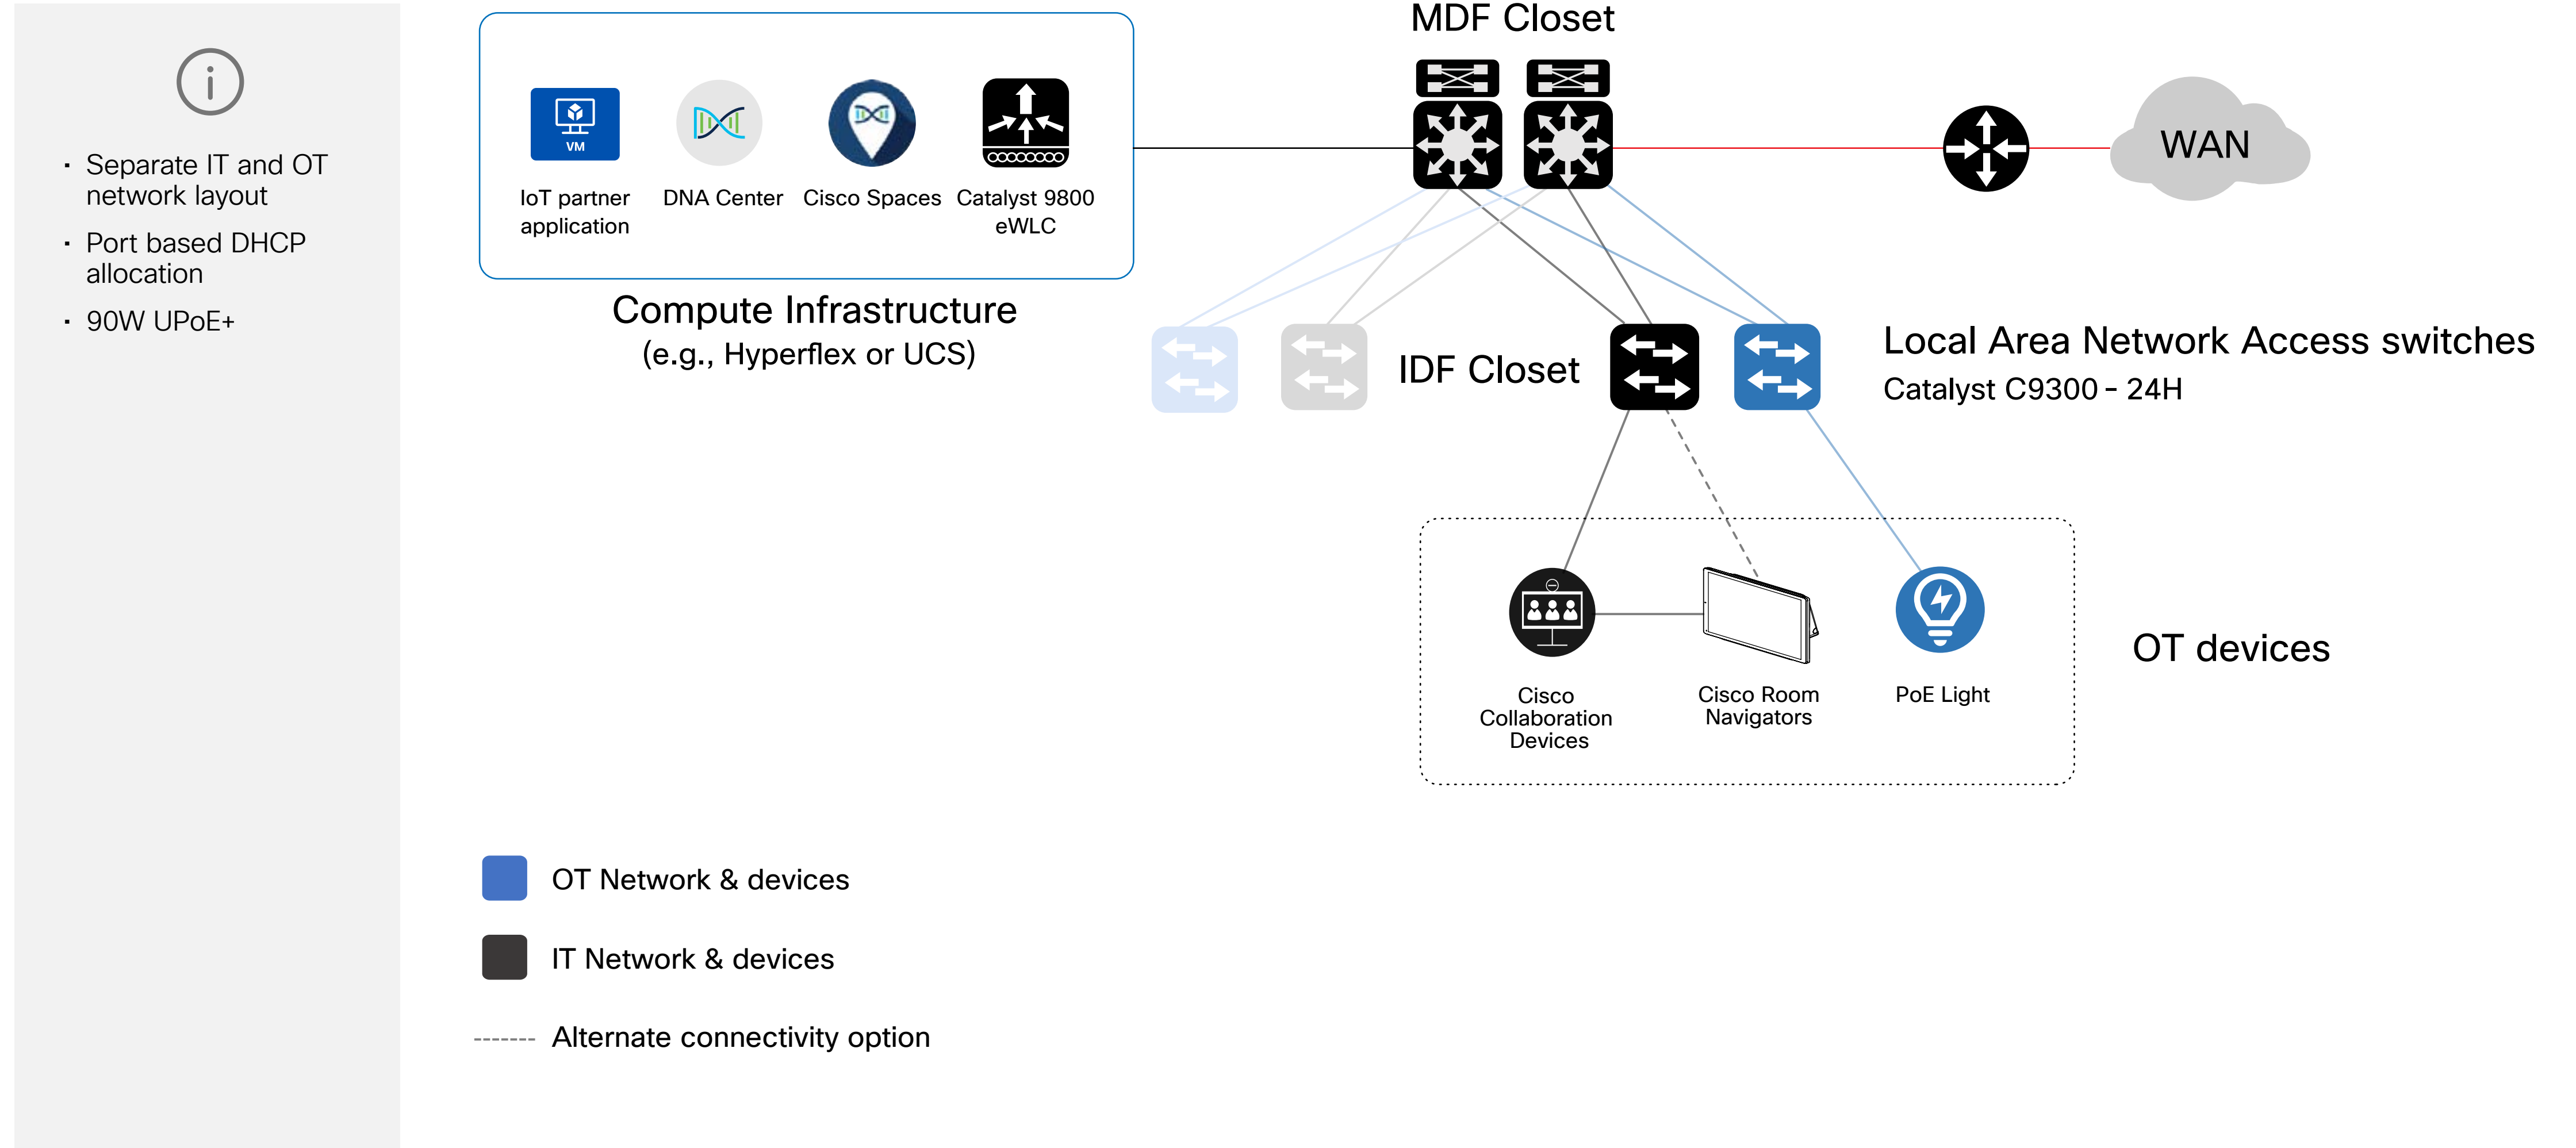 Separate IT and OT
network layout
Port based DHCP
allocation
90W UPoE+
VM
IoT partner
application
DNA Center
Cisco Spaces
Catalyst 9800
eWLC
Compute Infrastructure
(e.g., Hyperflex or UCS)
MDF Closet
WAN
IDF Closet
Local Area Network Access switches
Catalyst C9300 - 24H
Cisco
Collaboration
Devices
Cisco Room
Navigators
PoE Light
OT devices
OT Network & devices
IT Network & devices
Alternate connectivity option